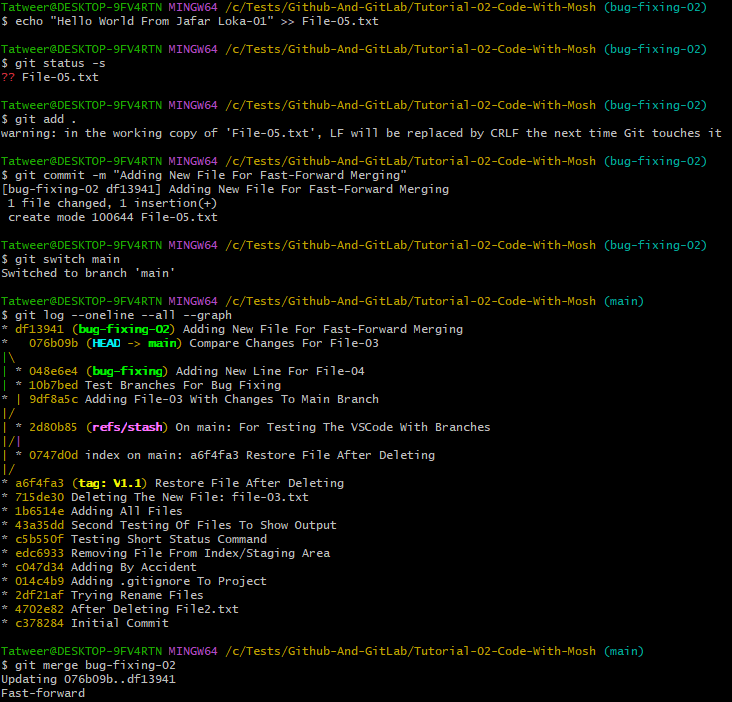 Tatweer@DESKTOP-9FV4RTN MINGW64 /c/Tests/Github-And-GitLab/Tutorial-02-Code-With-Mosh (bug-fixing-02)
$ echo "Hello World From Jafar Loka-01" >> File-05.txt
Tatweer@DESKTOP-9FV4RTN MINGW64 /c/Tests/Github-And-GitLab/Tutorial-02-Code-With-Mosh (bug-fixing-02)
$ git status -s
?? File-05.txt
Tatweer@DESKTOP-9FV4RTN MINGW64 /c/Tests/Github-And-GitLab/Tutorial-02-Code-With-Mosh (bug-fixing-02)
$ git add .
warning: in the working copy of 'File-05.txt', LF will be replaced by CRLF the next time Git touches it
Tatweer@DESKTOP-9FV4RTN MINGW64 /c/Tests/Github-And-GitLab/Tutorial-02-Code-With-Mosh (bug-fixing-02)
$ git commit -m "Adding New File For Fast-Forward Merging"
[bug-fixing-02 df13941] Adding New File For Fast-Forward Merging
 1 file changed, 1 insertion(+)
 create mode 100644 File-05.txt
Tatweer@DESKTOP-9FV4RTN MINGW64 /c/Tests/Github-And-GitLab/Tutorial-02-Code-With-Mosh (bug-fixing-02)
$ git switch main
Switched to branch 'main'
Tatweer@DESKTOP-9FV4RTN MINGW64 /c/Tests/Github-And-GitLab/Tutorial-02-Code-With-Mosh (main)
$ git log --oneline --all --graph
* df13941 (bug-fixing-02) Adding New File For Fast-Forward Merging
*   076b09b (HEAD -> main) Compare Changes For File-03
|\
| * 048e6e4 (bug-fixing) Adding New Line For File-04
| * 10b7bed Test Branches For Bug Fixing
* | 9df8a5c Adding File-03 With Changes To Main Branch
|/
| * 2d80b85 (refs/stash) On main: For Testing The VSCode With Branches
|/|
| * 0747d0d index on main: a6f4fa3 Restore File After Deleting
|/
* a6f4fa3 (tag: V1.1) Restore File After Deleting
* 715de30 Deleting The New File: file-03.txt
* 1b6514e Adding All Files
* 43a35dd Second Testing Of Files To Show Output
* c5b550f Testing Short Status Command
* edc6933 Removing File From Index/Staging Area
* c047d34 Adding By Accident
* 014c4b9 Adding .gitignore To Project
* 2df21af Trying Rename Files
* 4702e82 After Deleting File2.txt
* c378284 Initial Commit
Tatweer@DESKTOP-9FV4RTN MINGW64 /c/Tests/Github-And-GitLab/Tutorial-02-Code-With-Mosh (main)
$ git merge bug-fixing-02
Updating 076b09b..df13941
Fast-forward